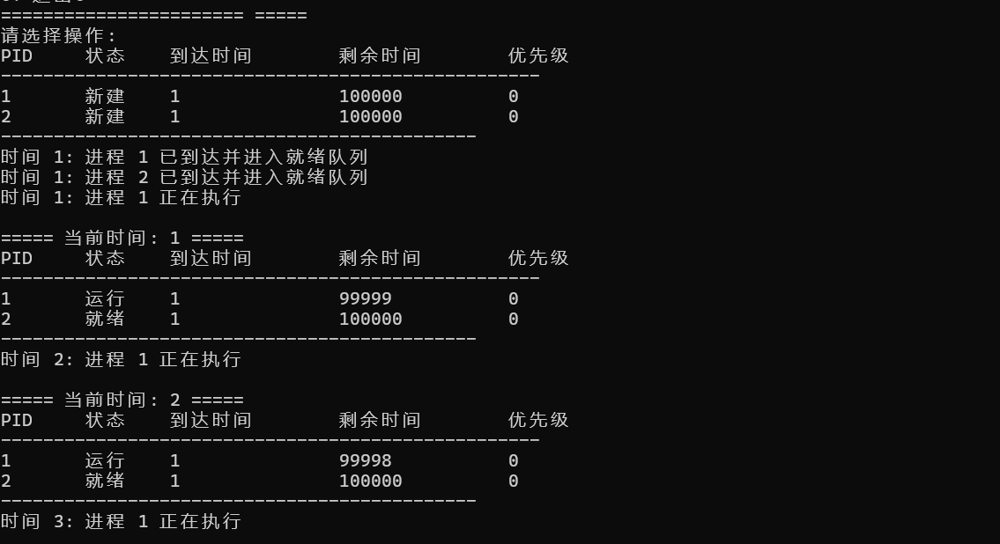 ======================= =====
请选择操作:
PID 状态 到达时间 剩余时间 优先级
---------------------------------------------------
1 新建 1 100000 0
2 新建 1 100000 0
---------------------------------------------
时间 1: 进程 1 已到达并进入就绪队列
时间 1: 进程 2 已到达并进入就绪队列
时间 1: 进程 1 正在执行
===== 当前时间: 1 =====
PID 状态 到达时间 剩余时间 优先级
---------------------------------------------------
1 运行 1 99999 0
2 就绪 1 100000 0
---------------------------------------------
时间 2: 进程 1 正在执行
===== 当前时间: 2 =====
PID 状态 到达时间 剩余时间 优先级
---------------------------------------------------
1 运行 1 99998 0
2 就绪 1 100000 0
---------------------------------------------
时间 3: 进程 1 正在执行